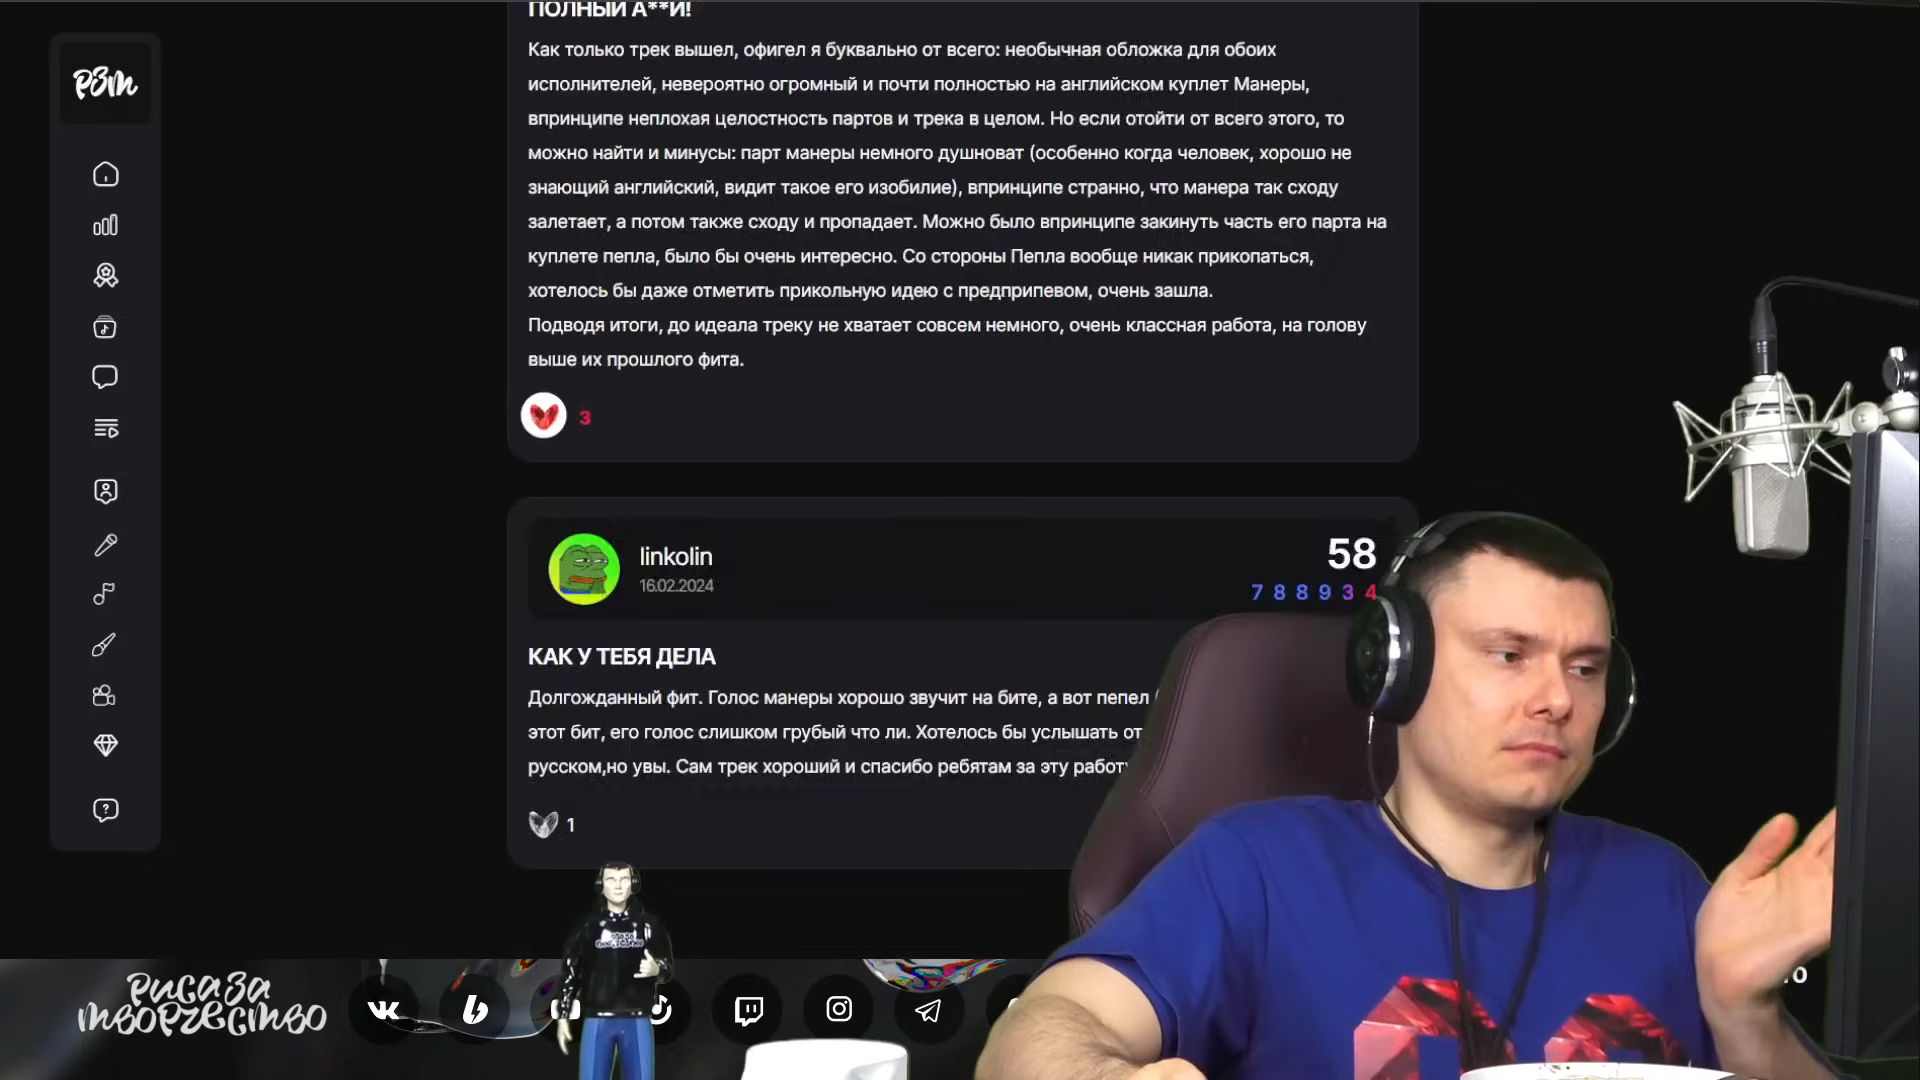 ПОЛНЫЙ А**И!
РЗТ
Как только трек вышел, офигел я буквально от всего: необычная обложка для обоих
исполнителей, невероятно огромный и почти полностью на английском куплет Манеры,
впринципе неплохая целостность партов и трека в целом. Но если отойти от всего этого, то
можно найти и минусы: парт манеры немного душноват (особенно когда человек, хорошо не
знающий английский, видит такое его изобилие), впринципе странно, что манера так сходу
залетает, а потом также сходу и пропадает. Можно было впринципе закинуть часть его парта на
куплете пепла, было бы очень интересно. Со стороны Пепла вообще никак прикопаться,
хотелось бы даже отметить прикольную идею с предприпевом, очень зашла.
Подводя итоги, до идеала треку не хватает совсем немного, очень классная работа, на голову
выше их прошлого фита.
3
linkolin
16.02.2024
58
7 8 8 9 3 4
КАК У ТЕБЯ ДЕЛА
Долгожданный фит. Голос манеры хорошо звучит на бите, а вот пепел
этот бит, его голос слишком грубый что ли. Хотелось бы услышать от
русском,но увы. Сам трек хороший и спасибо ребятам за эту работу
1
РИСАЗА
ТВОРЧЕСТВО